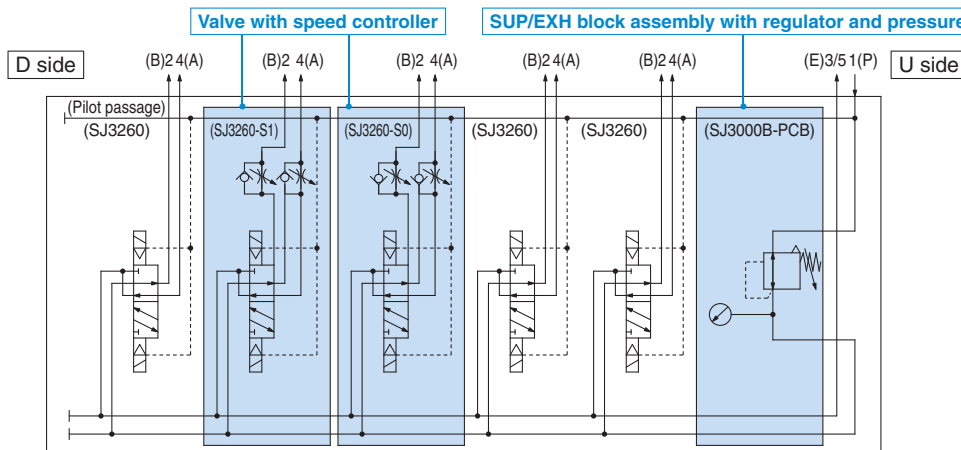 Valve with speed controller
SUP/EXH block assembly with regulator and pressure
D side
(B)2 4(A)
(B)2 4(A)
(B)2 4(A)
(B)2 4(A)
(B)2 4(A)
(E)3/5 1(P)
U side
(Pilot passage)
(SJ3260)
(SJ3260-S1)
(SJ3260-S0)
(SJ3260)
(SJ3260)
(SJ3000B-PCB)